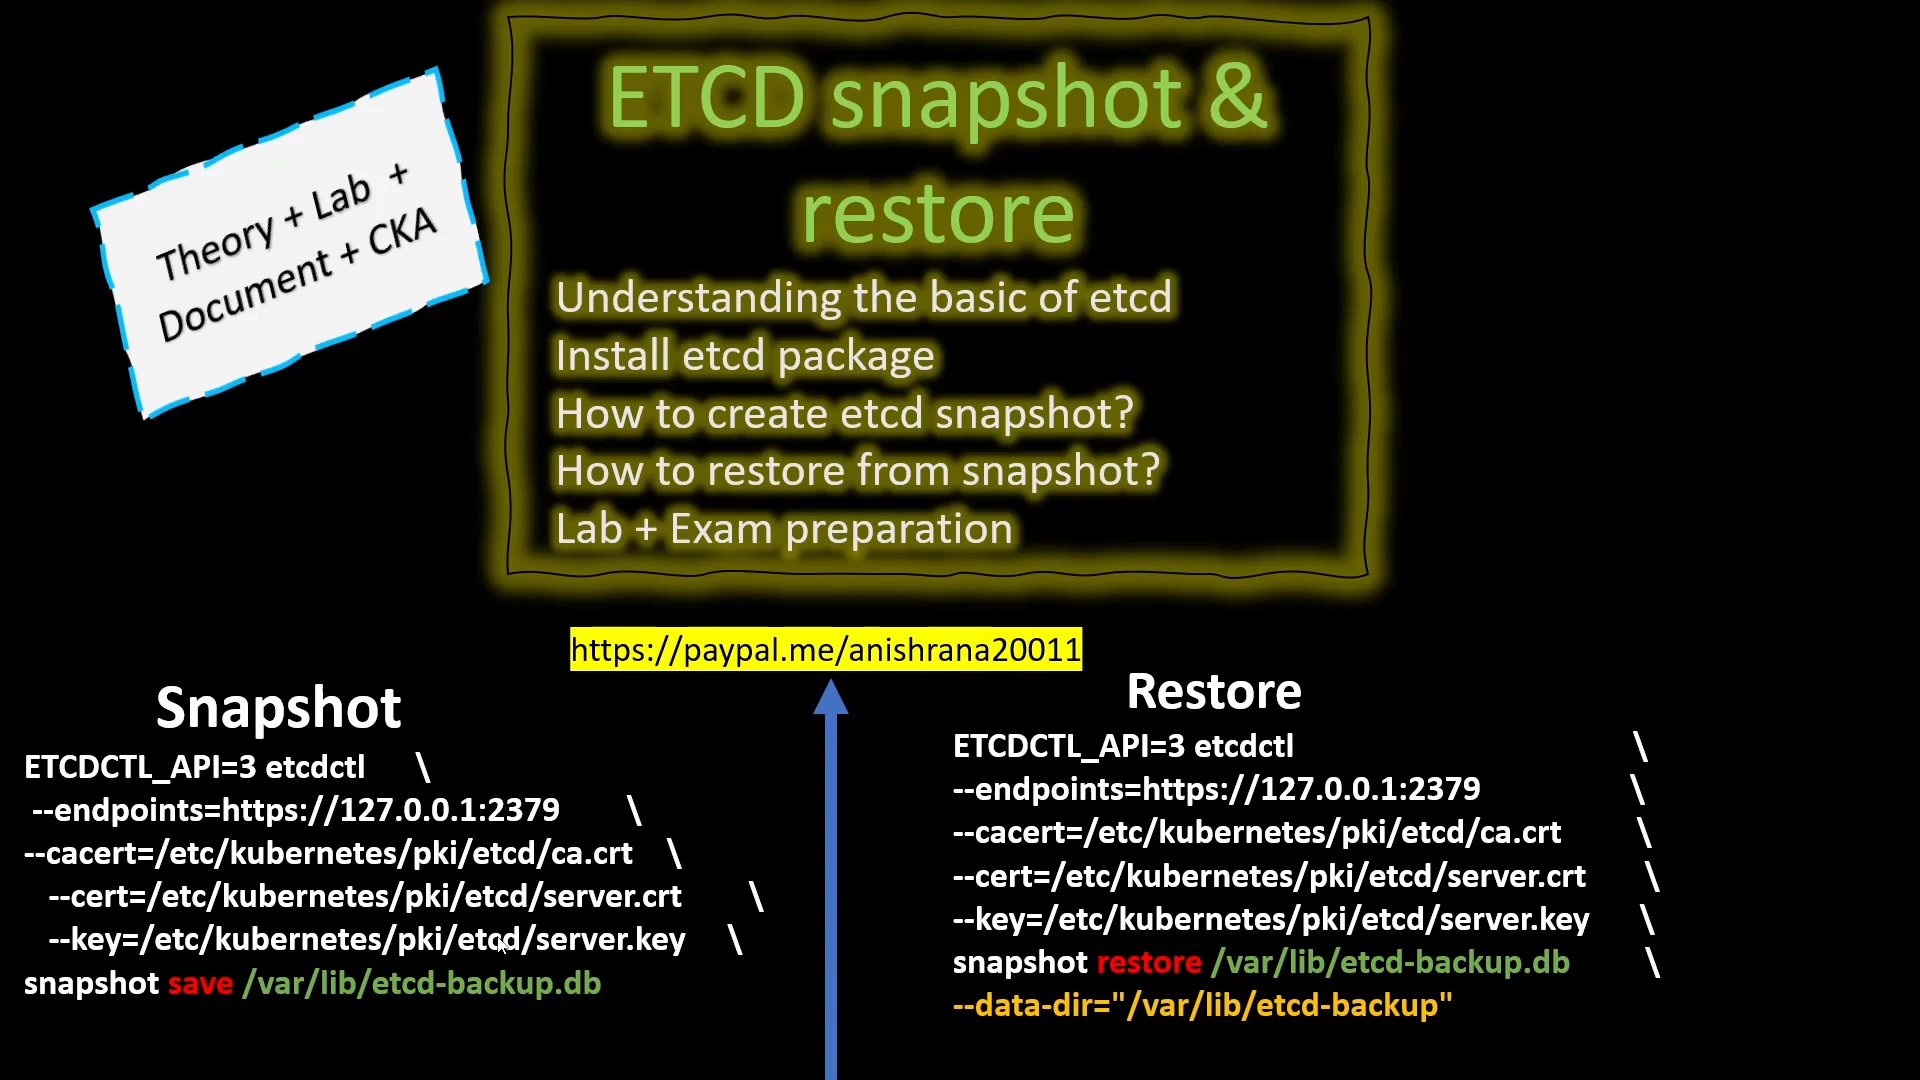 Theory + Lab +
Document + CKA
ETCD snapshot &
restore
Understanding the basic of etcd
Install etcd package
How to create etcd snapshot?
How to restore from snapshot?
Lab + Exam preparation
https://paypal.me/anishrana20011
Snapshot
ETCDCTL_API=3 etcdctl \
--endpoints=https://127.0.0.1:2379 \
--cacert=/etc/kubernetes/pki/etcd/ca.crt \
--cert=/etc/kubernetes/pki/etcd/server.crt \
--key=/etc/kubernetes/pki/etcd/server.key \
snapshot save /var/lib/etcd-backup.db
Restore
ETCDCTL_API=3 etcdctl \
--endpoints=https://127.0.0.1:2379 \
--cacert=/etc/kubernetes/pki/etcd/ca.crt \
--cert=/etc/kubernetes/pki/etcd/server.crt \
--key=/etc/kubernetes/pki/etcd/server.key \
snapshot restore /var/lib/etcd-backup.db \
--data-dir="/var/lib/etcd-backup"